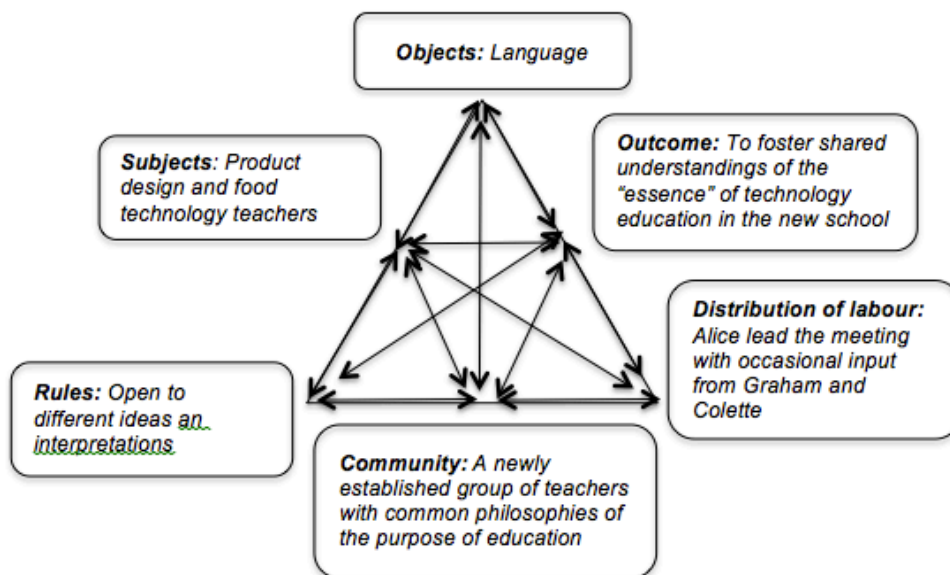 Objects: Language
Subjects: Product
design and food
technology teachers
Outcome: To foster shared
understandings of the
“essence” of technology
education in the new school
Distribution of labour:
Alice lead the meeting
with occasional input
from Graham and
Colette
Rules: Open to
different ideas an
interpretations
Community: A newly
established group of teachers
with common philosophies of
the purpose of education